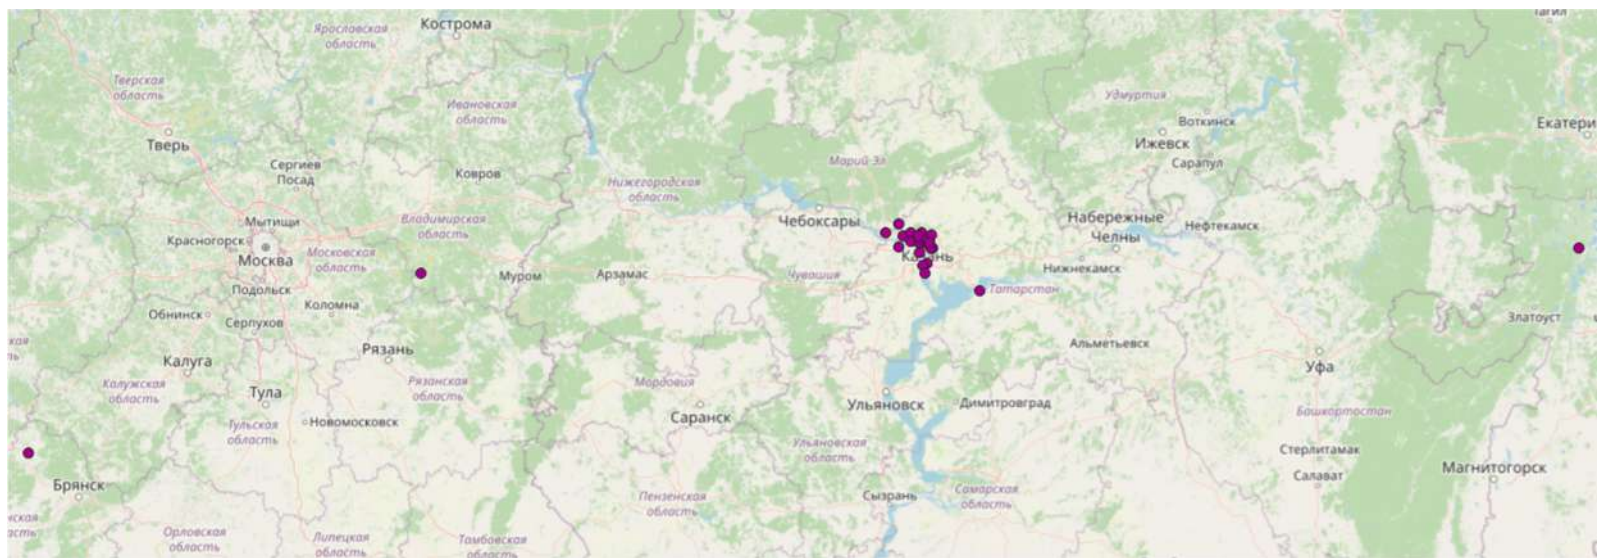 Кострома
Ярославская
область
Тагил
Тверская
область
Ивановская
область
Удмуртия
Воткинск
Екатери
Тверь
Ижевск
Сарапул
Сергиев
Посад
Ковров
Марий Эл
Нижегородская
область
Мытищи
Владимирская
область
Чебоксары
Набережные
Челны
Нефтекамск
Красногорск
Москва
Московская
область
Казань
Муром
Арзамас
Чувашия
Нижнекамск
Подольск
Татарстан
Коломна
Обнинск
Серпухов
Златоуст
Рязань
Альметьевск
Калуга
Уфа
Калужская
область
Тула
Рязанская
область
Мордовия
Ульяновск
Димитровград
Башкортостан
Новомосковск
Тульская
область
Саранск
Ульяновская
область
Стерлитамак
Салават
Магнитогорск
Брянск
Пензенская
область
Сызрань
Самарская
область
Орловская
область
Липецкая
область
Тамбовская
область